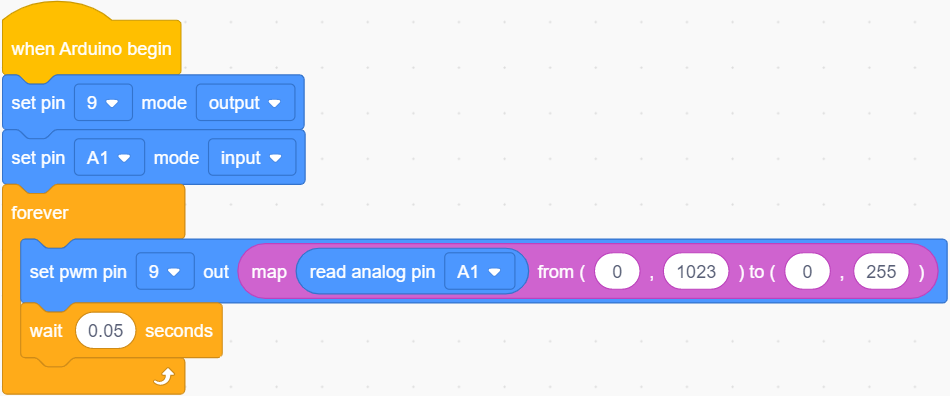 when Arduino begin
set pin 9 mode output
set pin A1 mode input
forever
set pwm pin 9 out map read analog pin A1 from ( 0 , 1023 ) to ( 0 , 255 )
wait 0.05 seconds